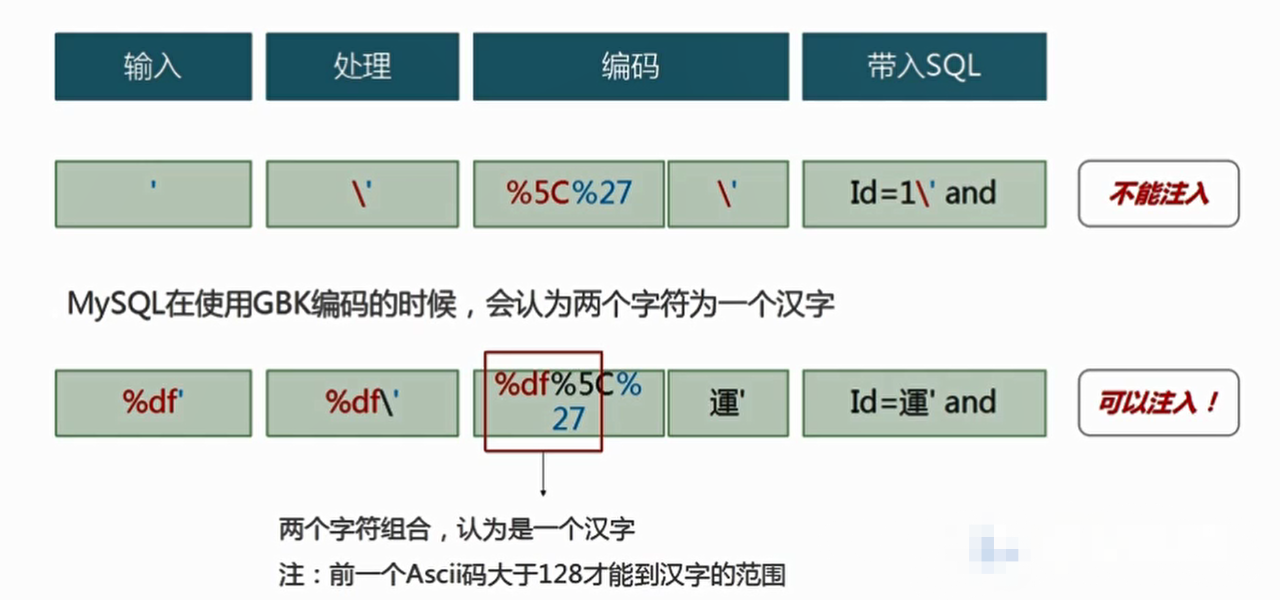 输入 处理 编码 带入SQL
' \' %5C%27 \' Id=1\' and 不能注入
MySQL在使用GBK编码的时候，会认为两个字符为一个汉字
%df' %df\' %df%5C% 運' Id=運' and 可以注入！
27
两个字符组合，认为是一个汉字
注：前一个Ascii码大于128才能到汉字的范围